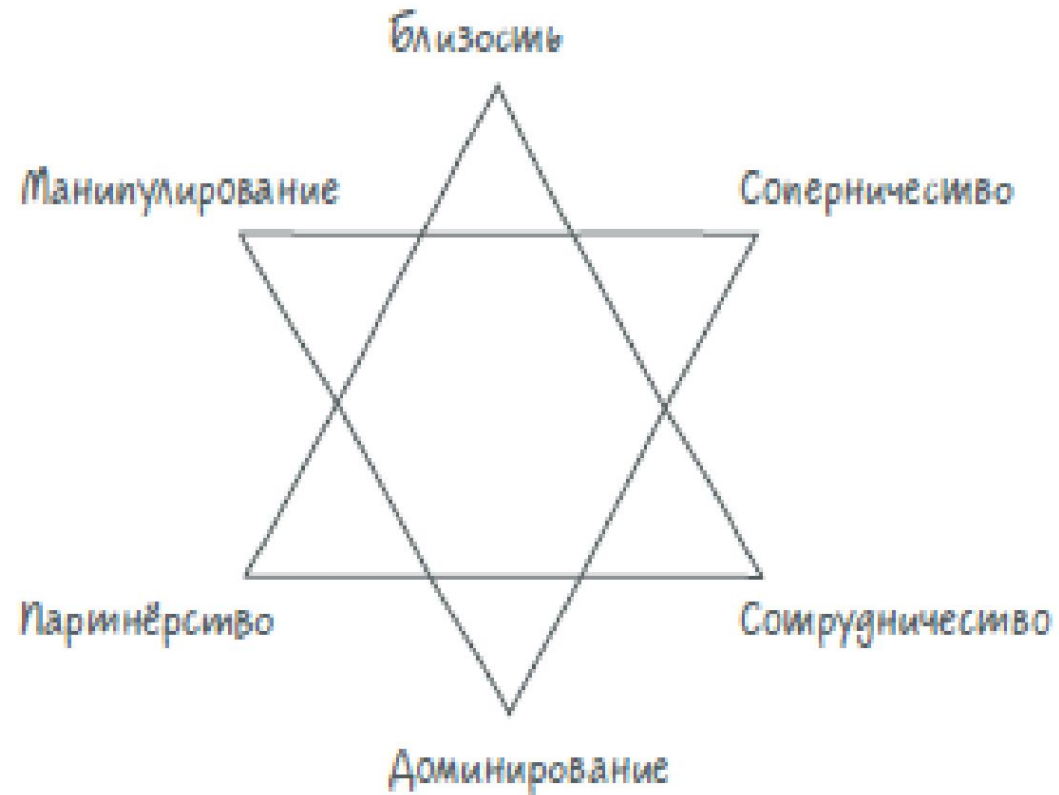 Близость
Манипулирование
Соперничество
Партнёрство
Сотрудничество
Доминирование